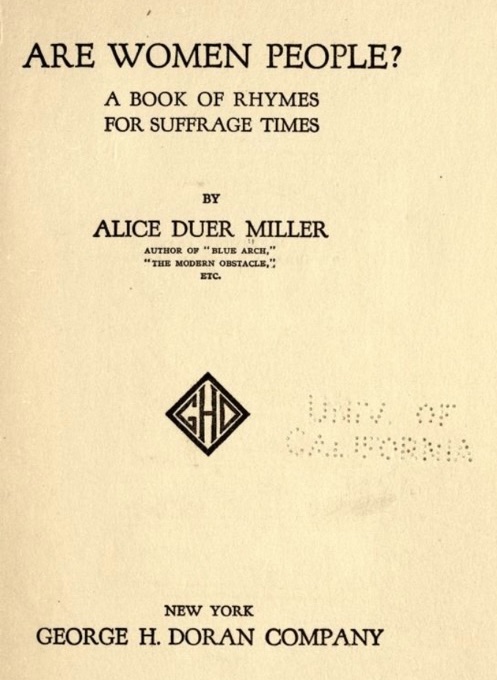 ARE WOMEN PEOPLE?
A BOOK OF RHYMES
FOR SUFFRAGE TIMES
BY
ALICE DUER MILLER
AUTHOR OF "BLUE ARCH,"
"THE MODERN OBSTACLE,"
ETC.
GHD
UNIV. OF
CALIFORNIA
NEW YORK
GEORGE H. DORAN COMPANY